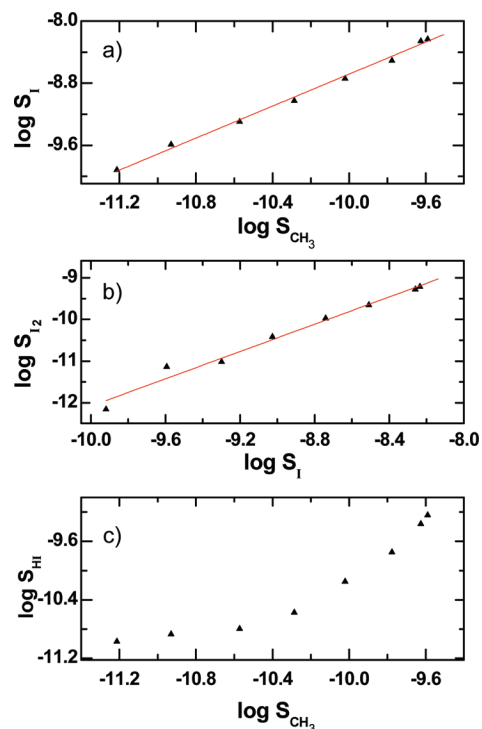 a)
log S_I
-8.0
-8.8
-9.6
-11.2 -10.8 -10.4 -10.0 -9.6
log S_CH3
b)
log S_I2
-9
-10
-11
-12
-10.0 -9.6 -9.2 -8.8 -8.4 -8.0
log S_I
c)
log S_HI
-9.6
-10.4
-11.2
-11.2 -10.8 -10.4 -10.0 -9.6
log S_CH3